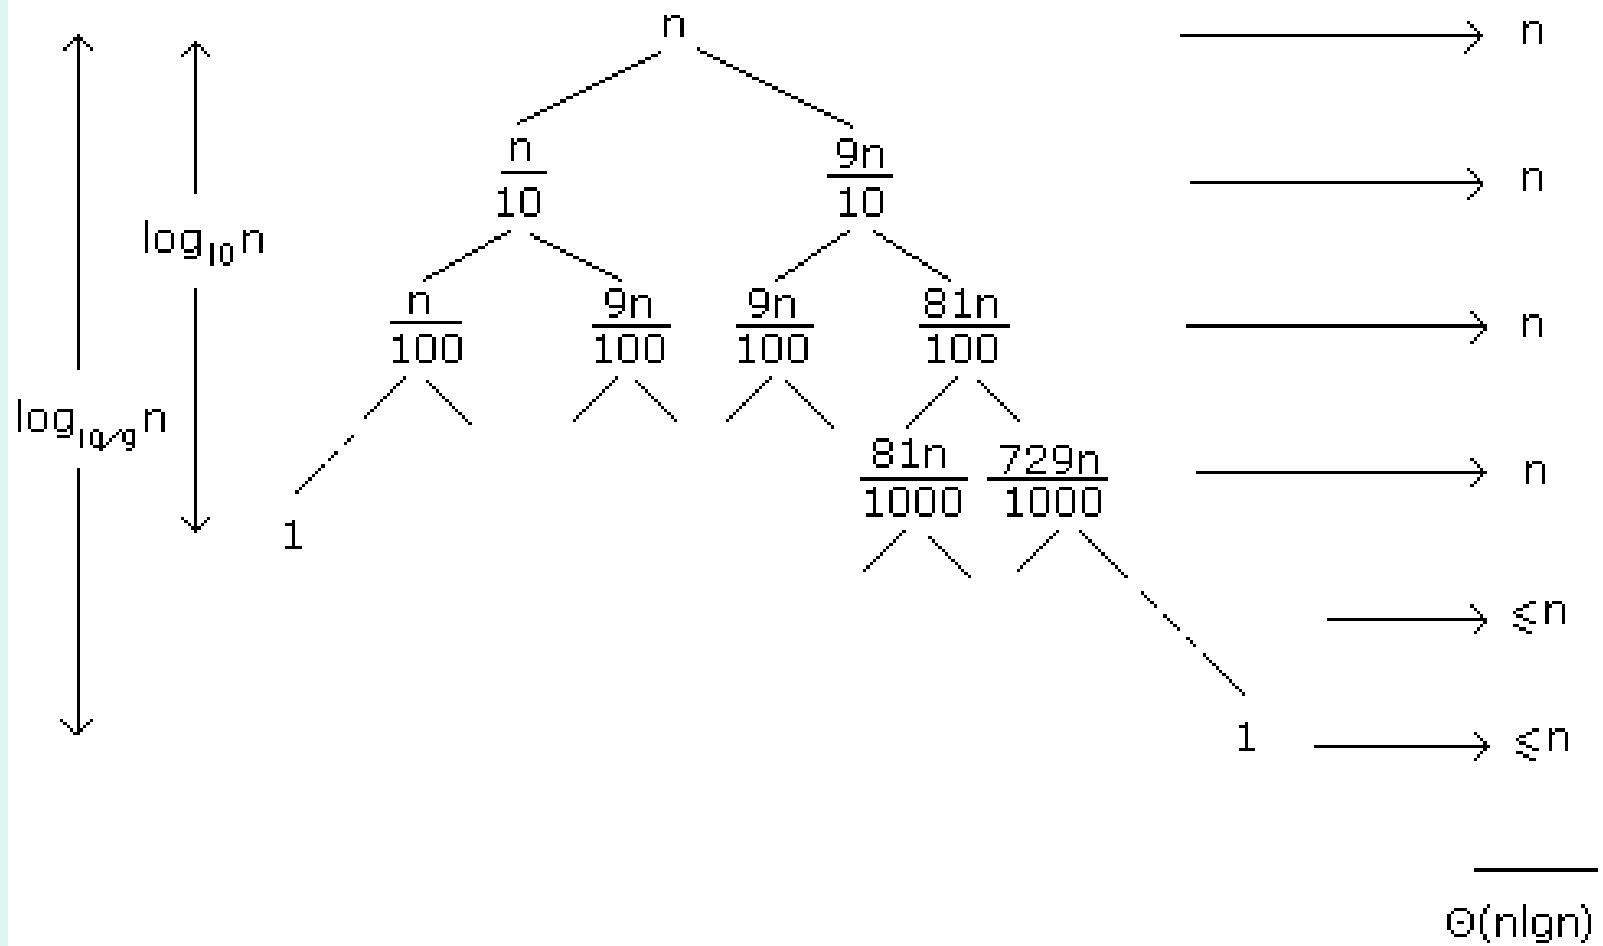 n → n
n/10 9n/10 → n
log₁₀n
n/100 9n/100 9n/100 81n/100 → n
log₁₀/₉n
81n/1000 729n/1000 → n
1
⩽n
1 → ⩽n
Θ(nlgn)